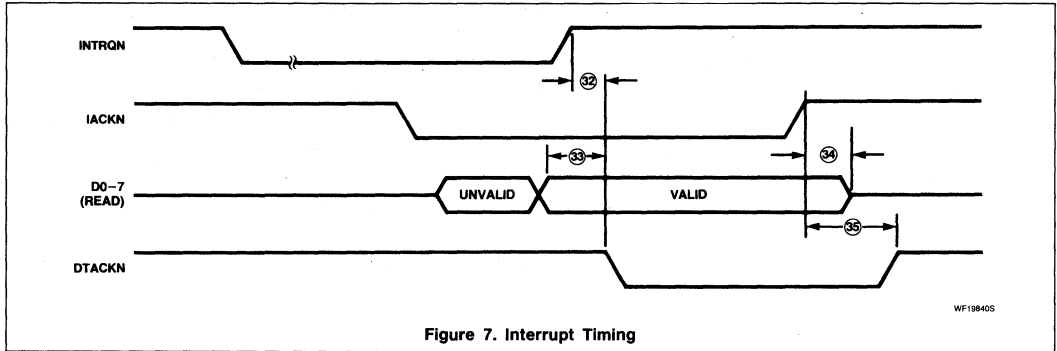 INTRQN
32
IACKN
33
34
D0–7
(READ)
UNVALID
VALID
35
DTACKN
WF19840S
Figure 7. Interrupt Timing